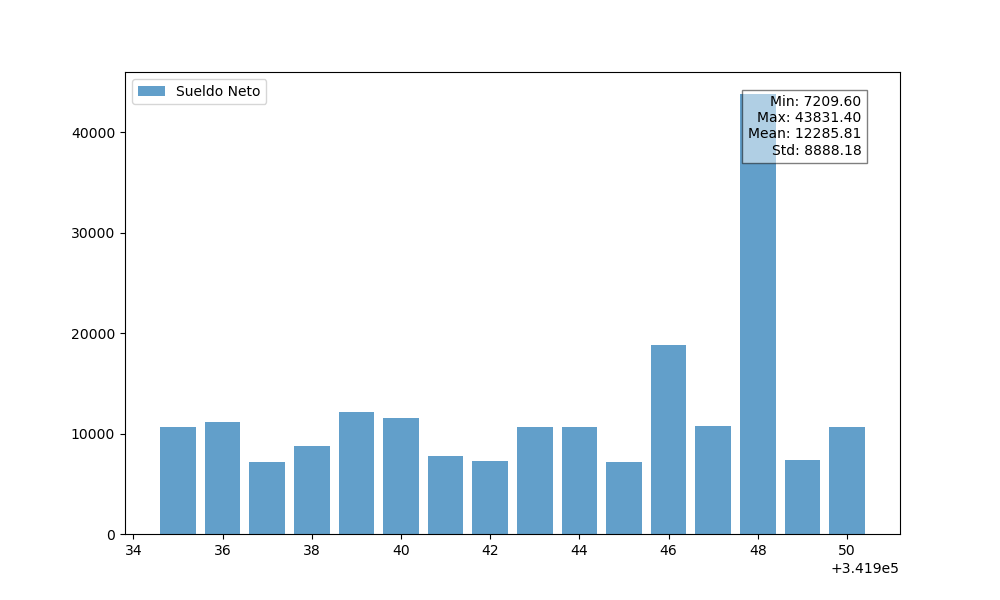 Sueldo Neto
Min: 7209.60
Max: 43831.40
Mean: 12285.81
Std: 8888.18
40000
30000
20000
10000
0
34 36 38 40 42 44 46 48 50
+3.419e5